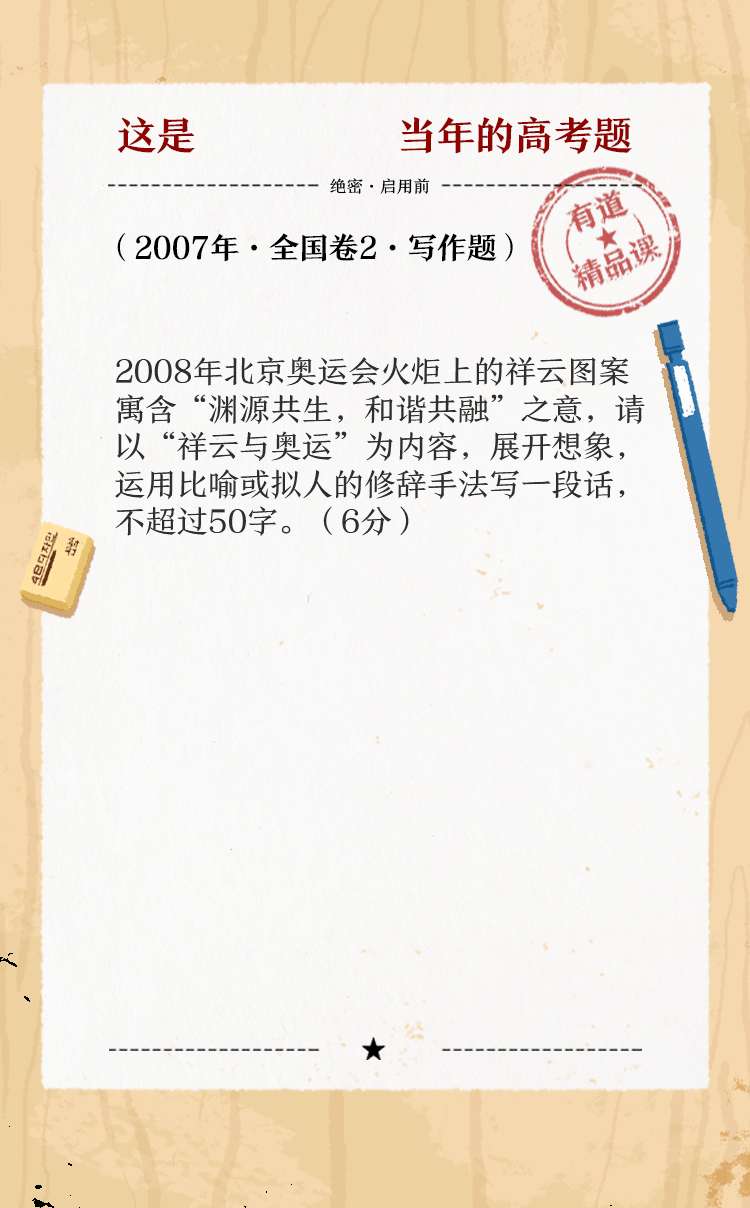 这是 当年的高考题
绝密·启用前
（2007年·全国卷2·写作题）
有道
精品课
2008年北京奥运会火炬上的祥云图案
寓含“渊源共生，和谐共融”之意，请
以“祥云与奥运”为内容，展开想象，
运用比喻或拟人的修辞手法写一段话，
不超过50字。（6分）